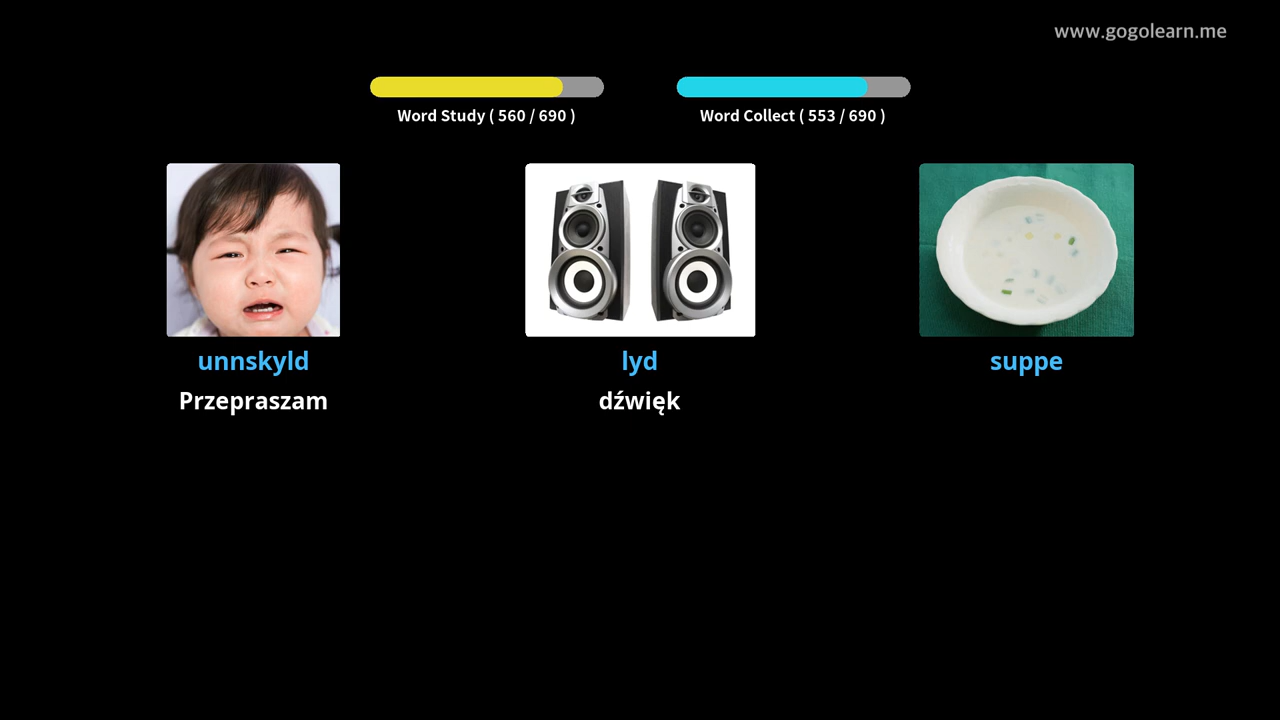 www.gogolearn.me
Word Study ( 560 / 690 )
Word Collect ( 553 / 690 )
unnskyld
Przepraszam
lyd
dźwięk
suppe